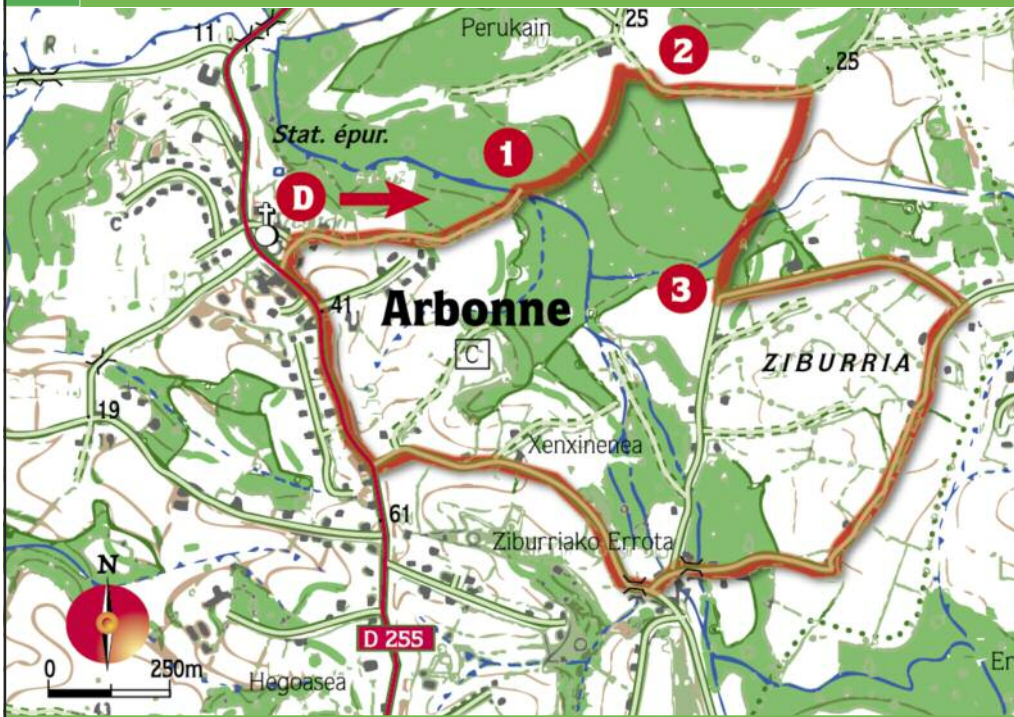 11
Perukain
25
2
25
Stat. épur.
1
D
3
41
Arbonne
C
ZIBURRIA
19
Xenxinenea
61
Ziburriako Errota
N
D 255
0 250m
Hegoasea
43
Er